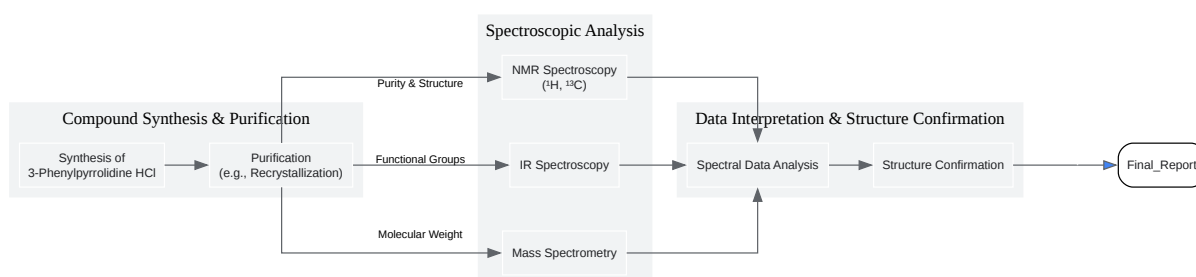 Spectroscopic Analysis
NMR Spectroscopy
(¹H, ¹³C)
Purity & Structure
Compound Synthesis & Purification
Data Interpretation & Structure Confirmation
Synthesis of
3-Phenylpyrrolidine HCl
Purification
(e.g., Recrystallization)
Functional Groups
IR Spectroscopy
Spectral Data Analysis
Structure Confirmation
Final_Report
Molecular Weight
Mass Spectrometry